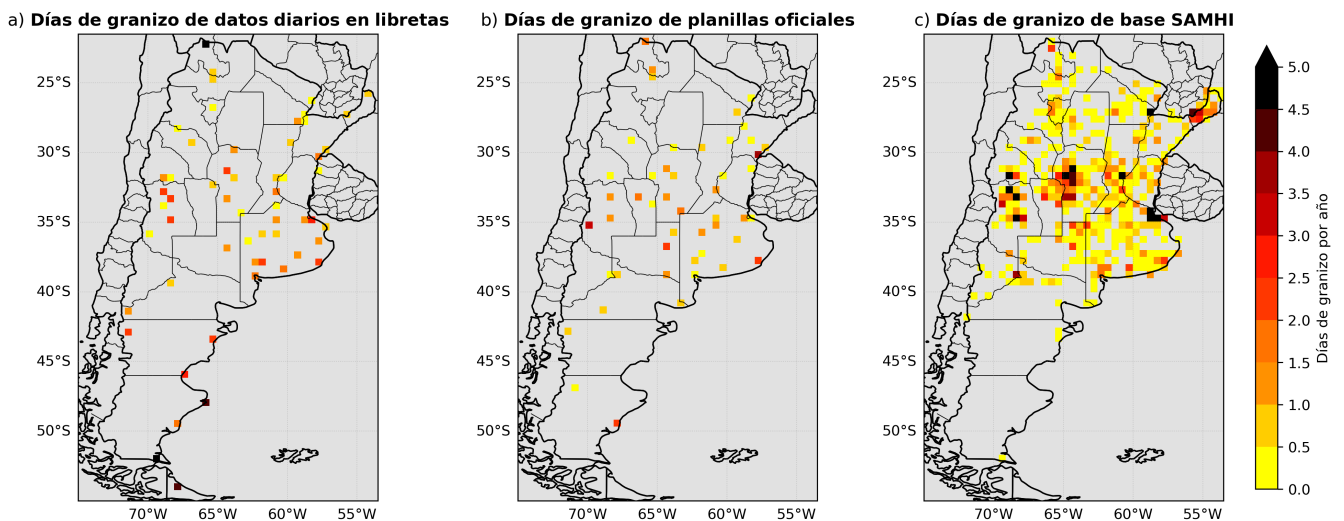 a) Días de granizo de datos diarios en libretas
b) Días de granizo de planillas oficiales
c) Días de granizo de base SAMHI
25°S
30°S
35°S
40°S
45°S
50°S
70°W 65°W 60°W 55°W
25°S
30°S
35°S
40°S
45°S
50°S
70°W 65°W 60°W 55°W
25°S
30°S
35°S
40°S
45°S
50°S
70°W 65°W 60°W 55°W
5.0
4.5
4.0
3.5
3.0
2.5
2.0
1.5
1.0
0.5
0.0
Días de granizo por año